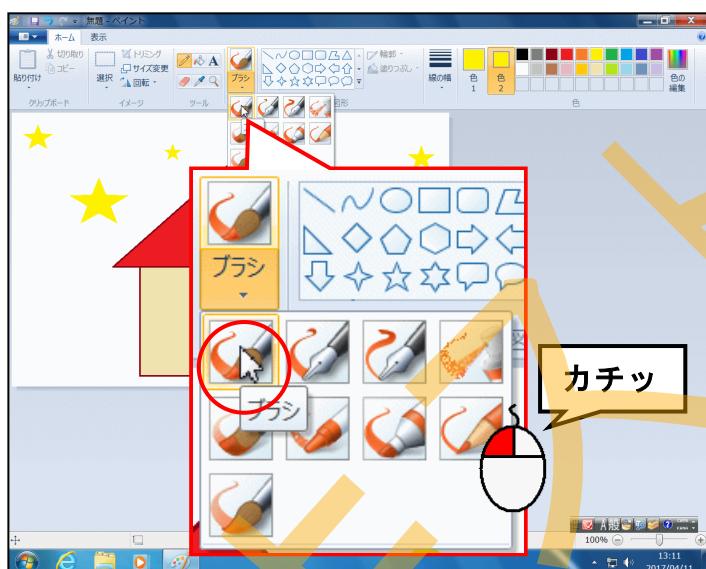 無題 - ペイント
ホーム 表示
貼り付け
切り取り
コピー
クリップボード
選択
トリミング
サイズ変更
回転
イメージ
A
ツール
ブラシ
輪郭
塗りつぶし
図形
線の幅
色
1
色
2
色の
編集
色
ブラシ
ブラシ
図
カチッ
A 般
100%
13:11
2017/04/11